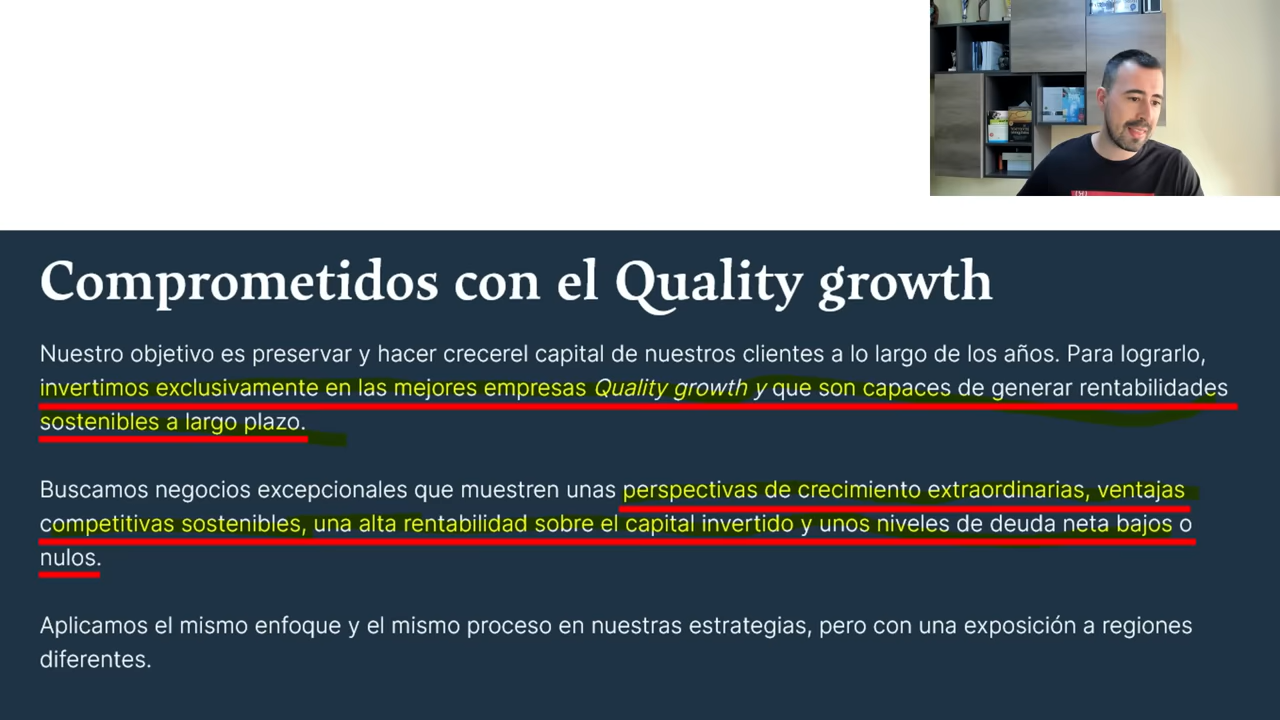 Comprometidos con el Quality growth
Nuestro objetivo es preservar y hacer crecerel capital de nuestros clientes a lo largo de los años. Para lograrlo,
invertimos exclusivamente en las mejores empresas Quality growth y que son capaces de generar rentabilidades
sostenibles a largo plazo.
Buscamos negocios excepcionales que muestren unas perspectivas de crecimiento extraordinarias, ventajas
competitivas sostenibles, una alta rentabilidad sobre el capital invertido y unos niveles de deuda neta bajos o
nulos.
Aplicamos el mismo enfoque y el mismo proceso en nuestras estrategias, pero con una exposición a regiones
diferentes.